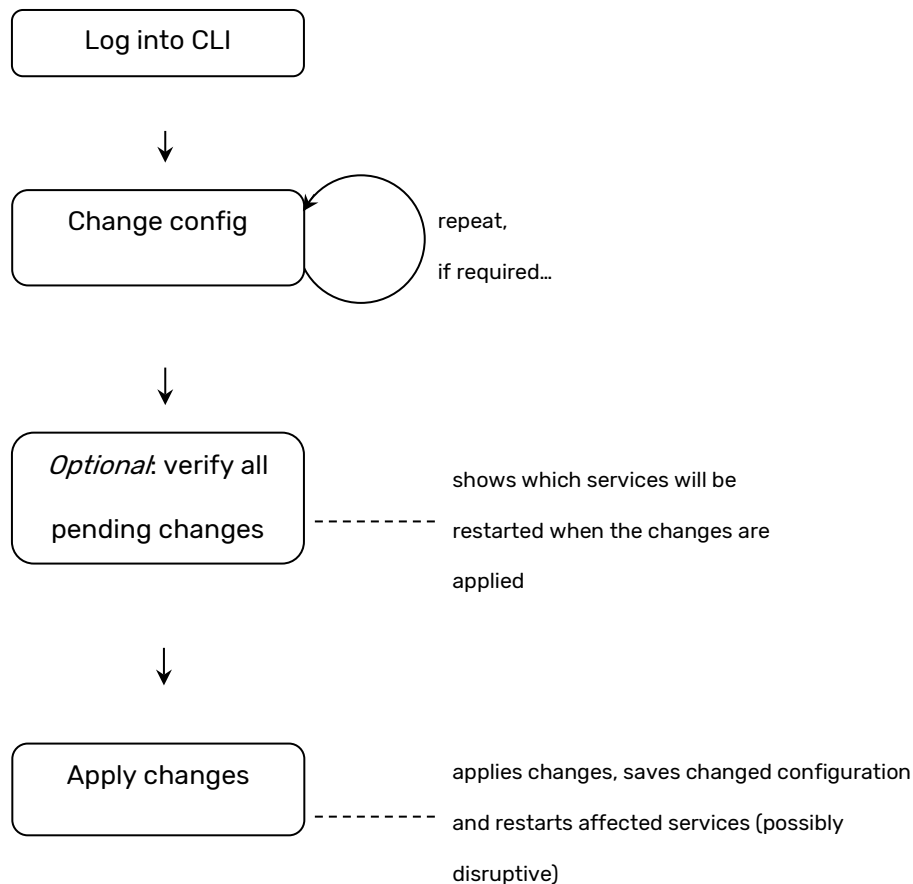 Log into CLI
Change config
repeat,
if required…
Optional: verify all
pending changes
shows which services will be
restarted when the changes are
applied
Apply changes
applies changes, saves changed configuration
and restarts affected services (possibly
disruptive)